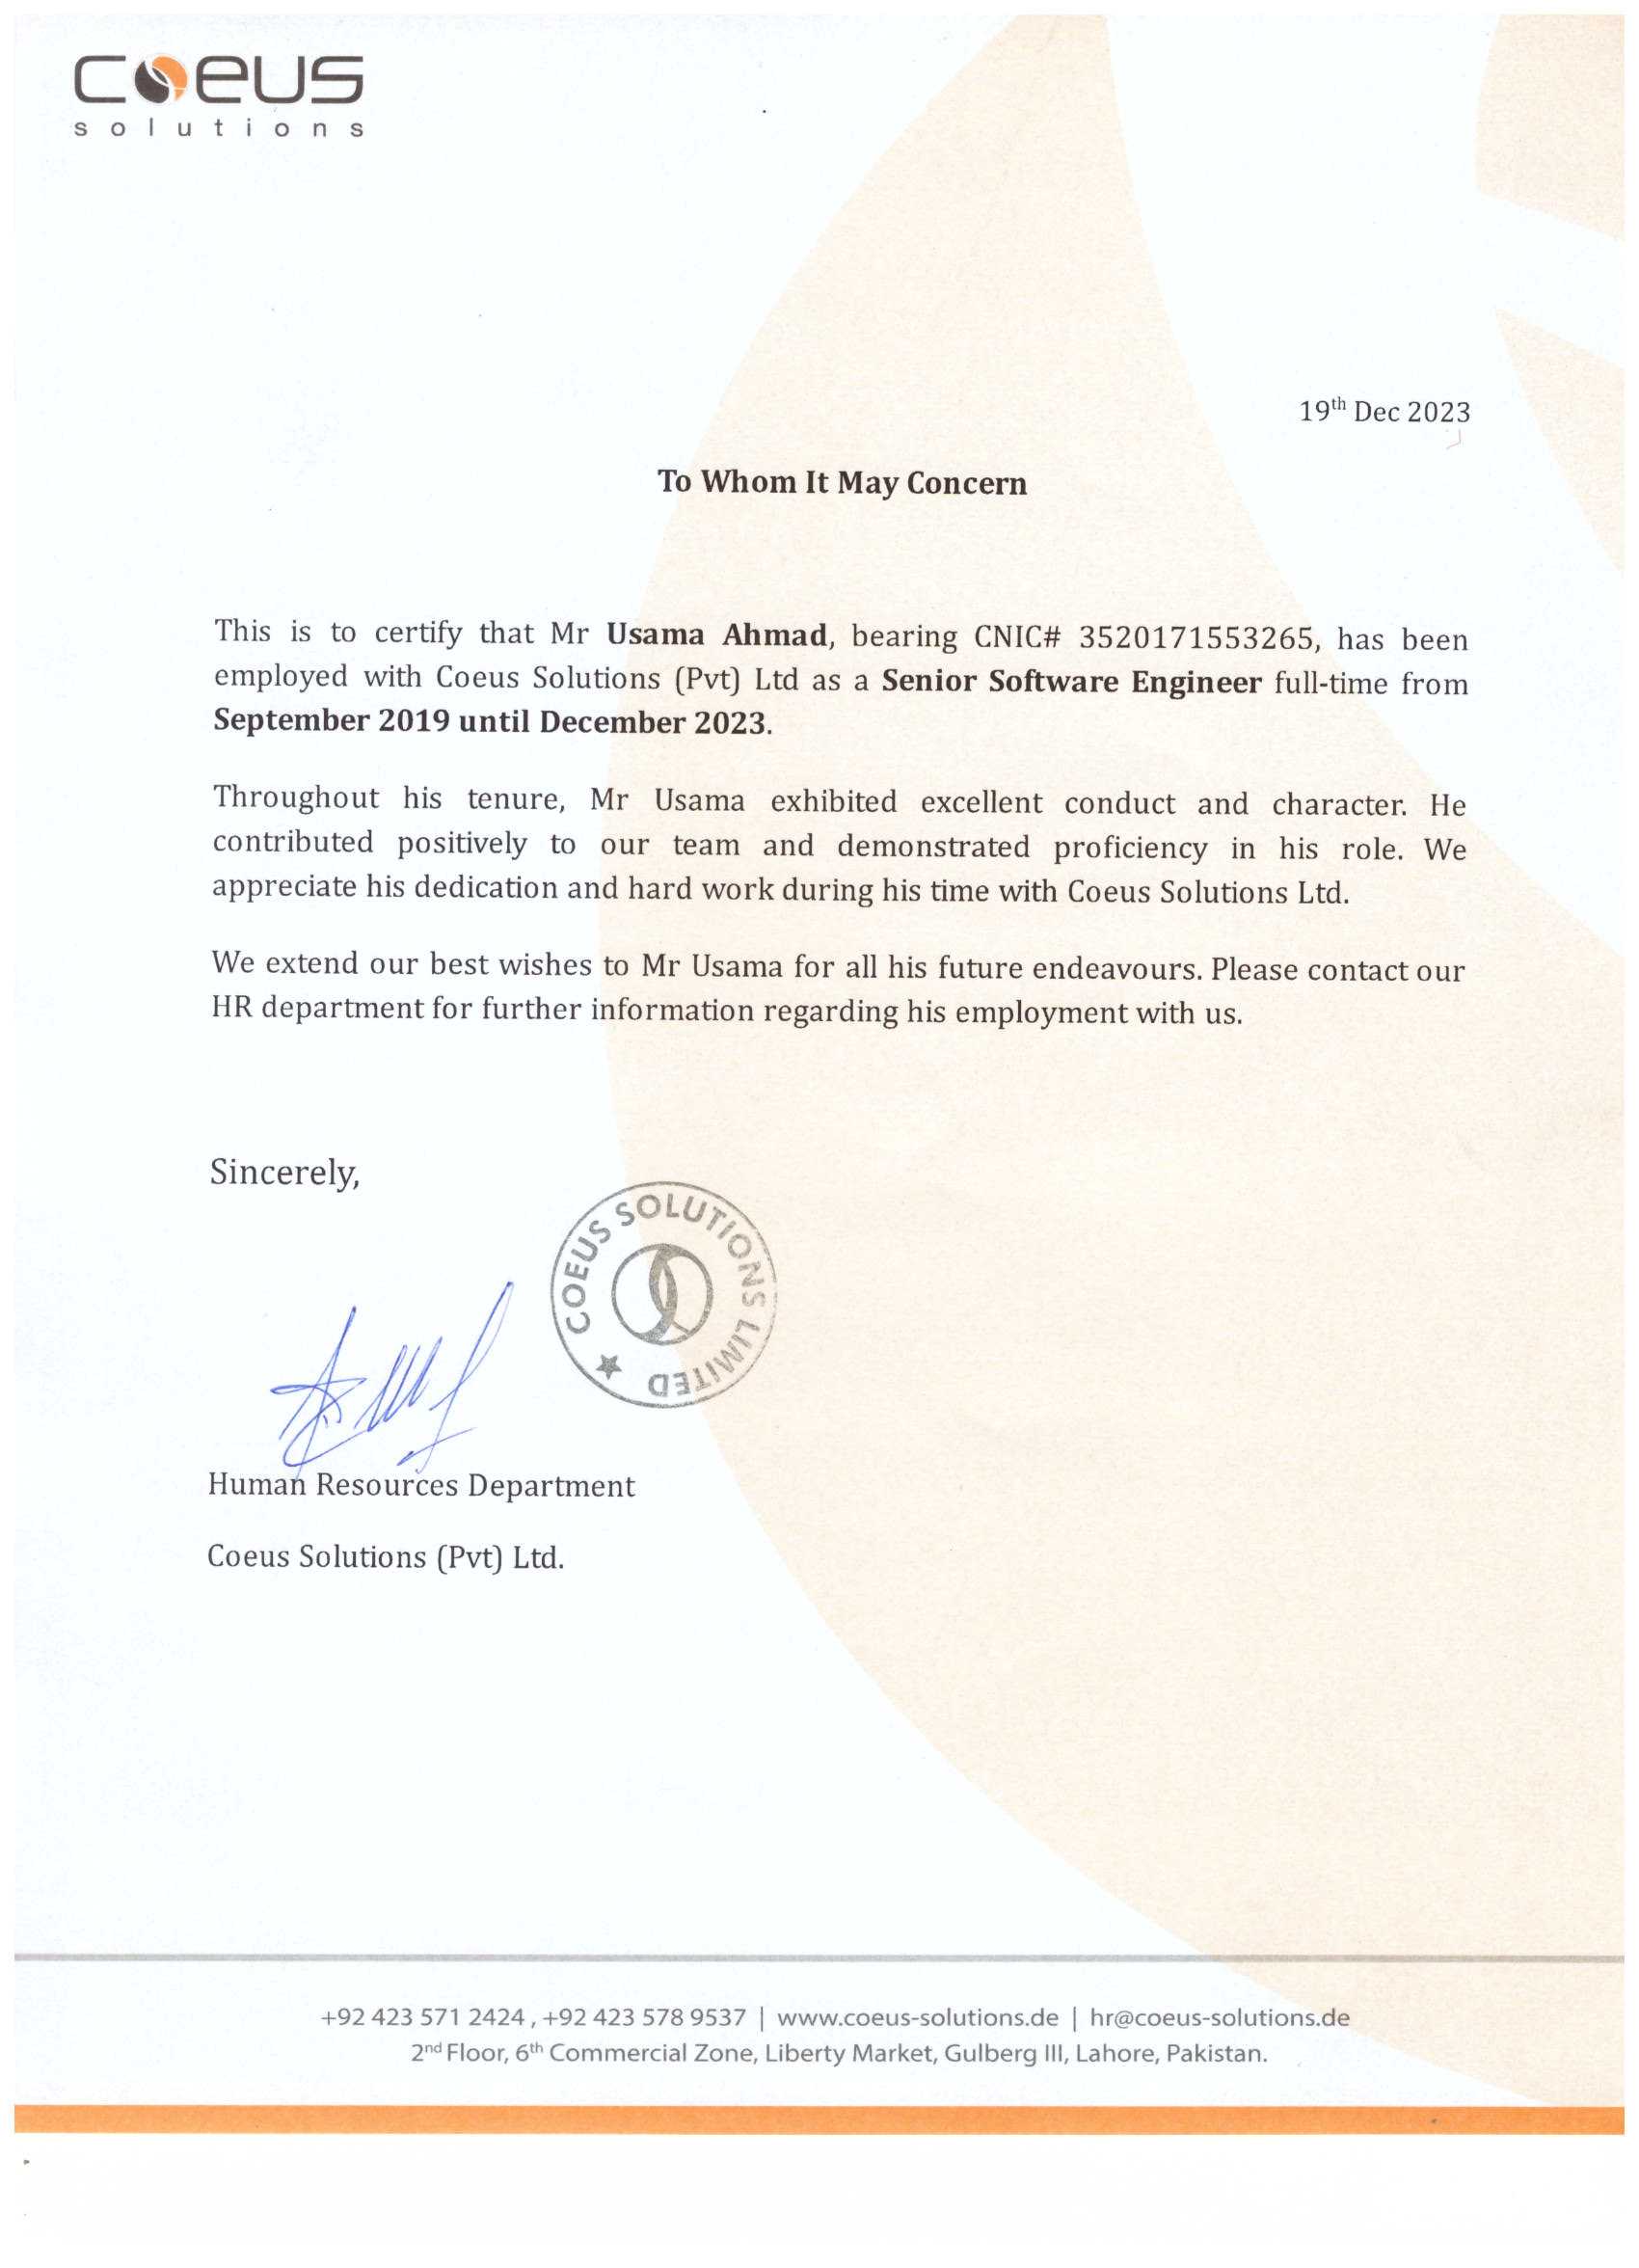 coeus
solutions
19th Dec 2023
To Whom It May Concern
This is to certify that Mr Usama Ahmad, bearing CNIC# 3520171553265, has been
employed with Coeus Solutions (Pvt) Ltd as a Senior Software Engineer full-time from
September 2019 until December 2023.
Throughout his tenure, Mr Usama exhibited excellent conduct and character. He
contributed positively to our team and demonstrated proficiency in his role. We
appreciate his dedication and hard work during his time with Coeus Solutions Ltd.
We extend our best wishes to Mr Usama for all his future endeavours. Please contact our
HR department for further information regarding his employment with us.
Sincerely,
COEUS SOLUTIONS LIMITED
Human Resources Department
Coeus Solutions (Pvt) Ltd.
+92 423 571 2424 , +92 423 578 9537 | www.coeus-solutions.de | hr@coeus-solutions.de
2nd Floor, 6th Commercial Zone, Liberty Market, Gulberg III, Lahore, Pakistan.